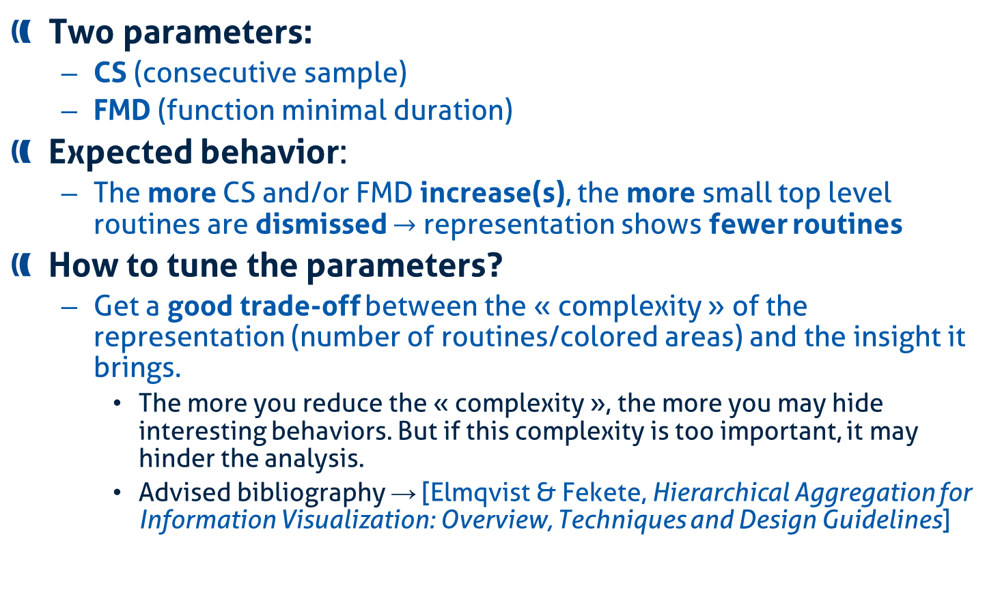 Two parameters:
– CS (consecutive sample)
– FMD (function minimal duration)
Expected behavior:
– The more CS and/or FMD increase(s), the more small top level
routines are dismissed → representation shows fewer routines
How to tune the parameters?
– Get a good trade-off between the « complexity » of the
representation (number of routines/colored areas) and the insight it
brings.
• The more you reduce the « complexity », the more you may hide
interesting behaviors. But if this complexity is too important, it may
hinder the analysis.
• Advised bibliography → [Elmqvist & Fekete, Hierarchical Aggregation for
Information Visualization: Overview, Techniques and Design Guidelines]